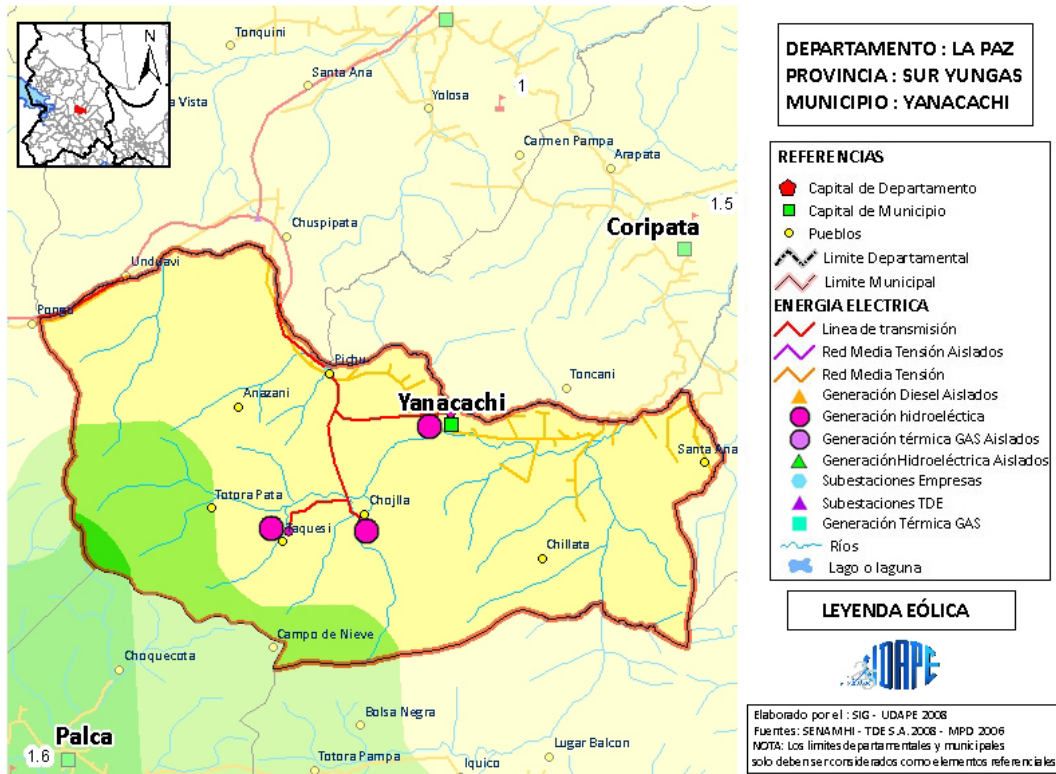 N
Tonquini
Santa Ana
a Vista
Yolosa
1
Carmen Pampa
Arapata
1.5
Chuspipata
Coripata
Unduavi
Pongo
Pichu
Toncani
Anazani
Yanacachi
Santa Ana
Totora Pata
Chojlla
Taquesi
Chillata
Campo de Nieve
Choquecota
Bolsa Negra
Palca
1.6
Totora Pampa
Iquico
Lugar Balcon
DEPARTAMENTO : LA PAZ
PROVINCIA : SUR YUNGAS
MUNICIPIO : YANACACHI
REFERENCIAS
Capital de Departamento
Capital de Municipio
Pueblos
Limite Departamental
Limite Municipal
ENERGIA ELECTRICA
Linea de transmisión
Red Media Tensión Aislados
Red Media Tensión
Generación Diesel Aislados
Generación hidroeléctica
Generación térmica GAS Aislados
Generación Hidroeléctrica Aislados
Subestaciones Empresas
Subestaciones TDE
Generación Térmica GAS
Ríos
Lago o laguna
LEYENDA EÓLICA
UDAPE
Elaborado por el : SIG - UDAPE 2008
Fuentes: SENAMHI - TDE S.A. 2008 - MPD 2006
NOTA: Los limites departamentales y municipales
solo deben ser considados como elementos referenciales